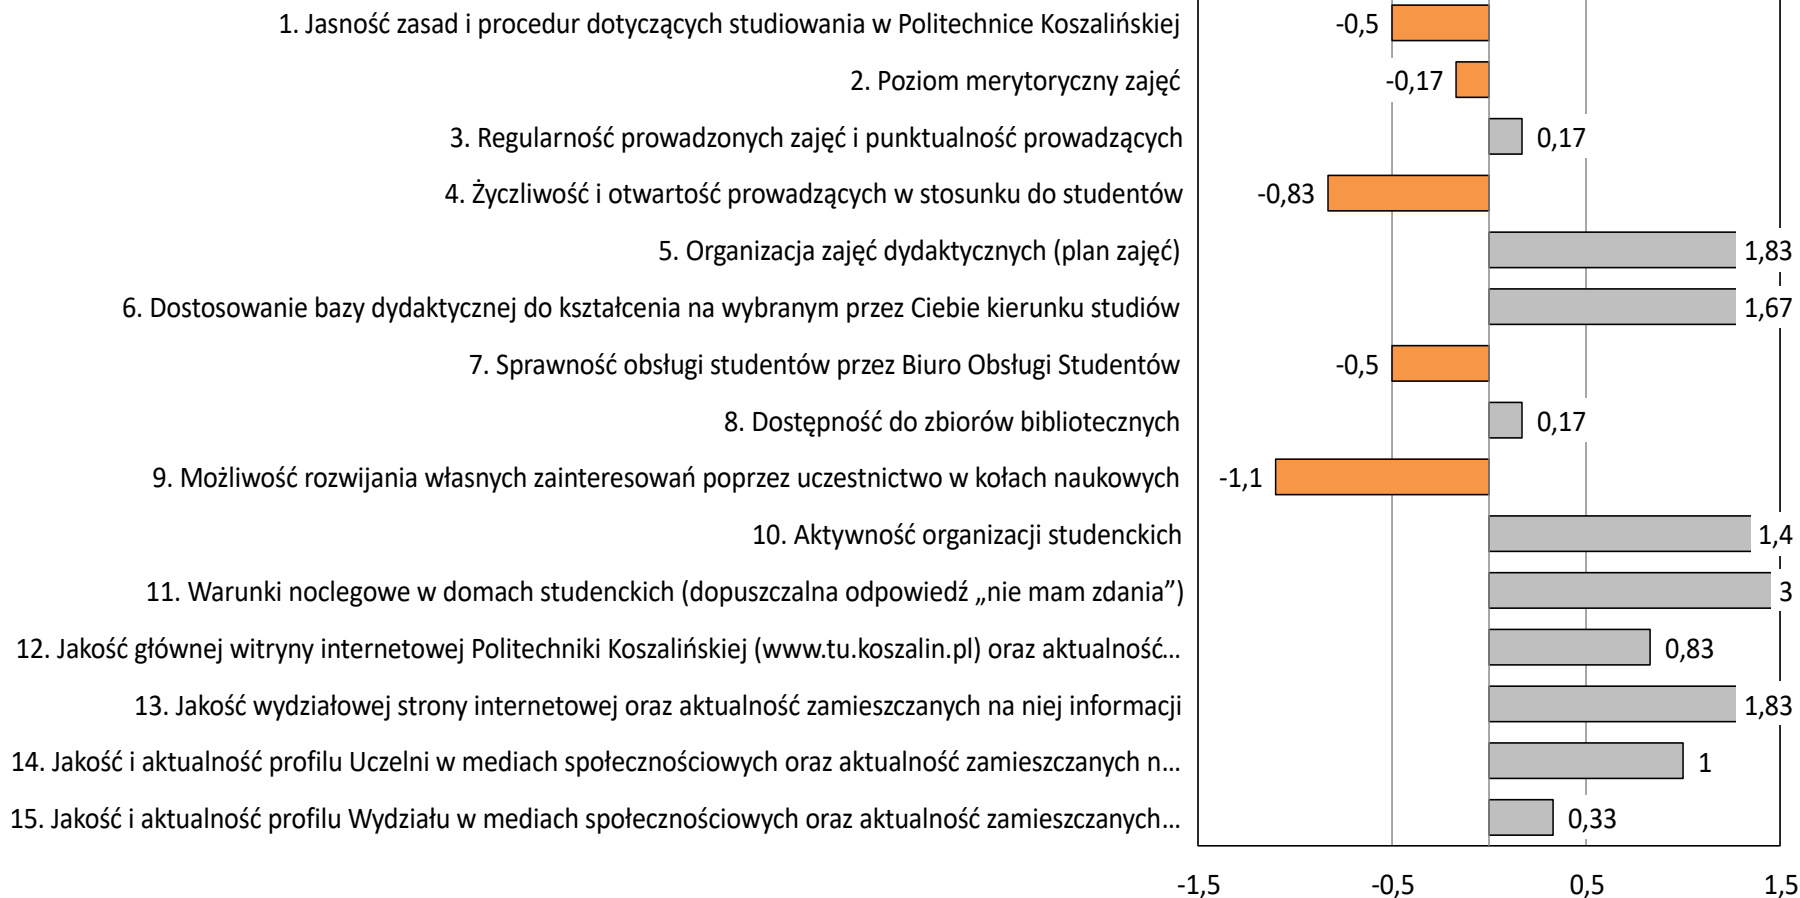 1. Jasność zasad i procedur dotyczących studiowania w Politechnice Koszalińskiej -0,5
2. Poziom merytoryczny zajęć -0,17
3. Regularność prowadzonych zajęć i punktualność prowadzących 0,17
4. Życzliwość i otwartość prowadzących w stosunku do studentów -0,83
5. Organizacja zajęć dydaktycznych (plan zajęć) 1,83
6. Dostosowanie bazy dydaktycznej do kształcenia na wybranym przez Ciebie kierunku studiów 1,67
7. Sprawność obsługi studentów przez Biuro Obsługi Studentów -0,5
8. Dostępność do zbiorów bibliotecznych 0,17
9. Możliwość rozwijania własnych zainteresowań poprzez uczestnictwo w kołach naukowych -1,1
10. Aktywność organizacji studenckich 1,4
11. Warunki noclegowe w domach studenckich (dopuszczalna odpowiedź „nie mam zdania”) 3
12. Jakość głównej witryny internetowej Politechniki Koszalińskiej (www.tu.koszalin.pl) oraz aktualność... 0,83
13. Jakość wydziałowej strony internetowej oraz aktualność zamieszczanych na niej informacji 1,83
14. Jakość i aktualność profilu Uczelni w mediach społecznościowych oraz aktualność zamieszczanych n... 1
15. Jakość i aktualność profilu Wydziału w mediach społecznościowych oraz aktualność zamieszczanych... 0,33
-1,5 -0,5 0,5 1,5